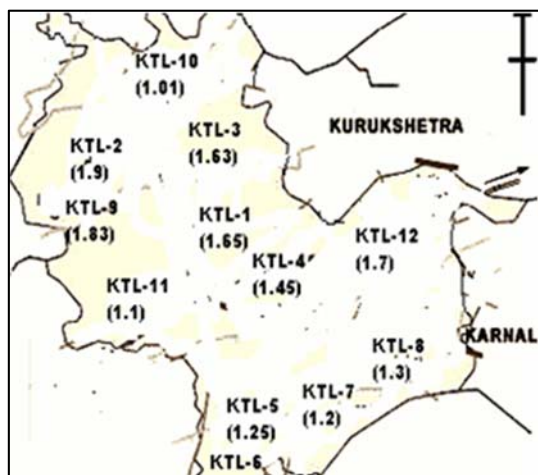 KTL-10
(1.01)
KTL-3
(1.63)
KURUKSHETRA
KTL-2
(1.9)
KTL-9
(1.83)
KTL-1
(1.65)
KTL-12
(1.7)
KTL-4
(1.45)
KTL-11
(1.1)
KARNAL
KTL-8
(1.3)
KTL-7
(1.2)
KTL-5
(1.25)
KTL-6